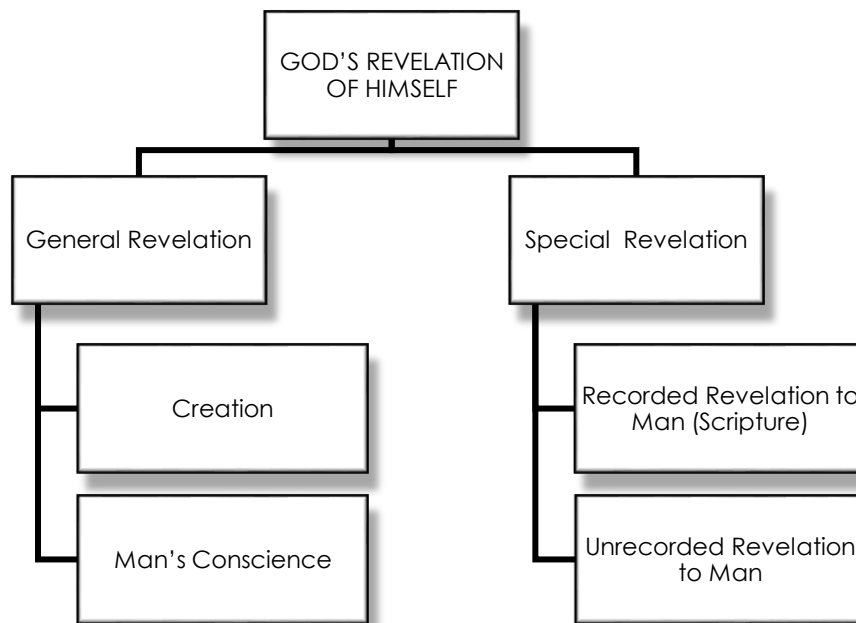 GOD’S REVELATION
OF HIMSELF
General Revelation
Special  Revelation
Creation
Recorded Revelation to
Man (Scripture)
Man’s Conscience
Unrecorded Revelation
to Man